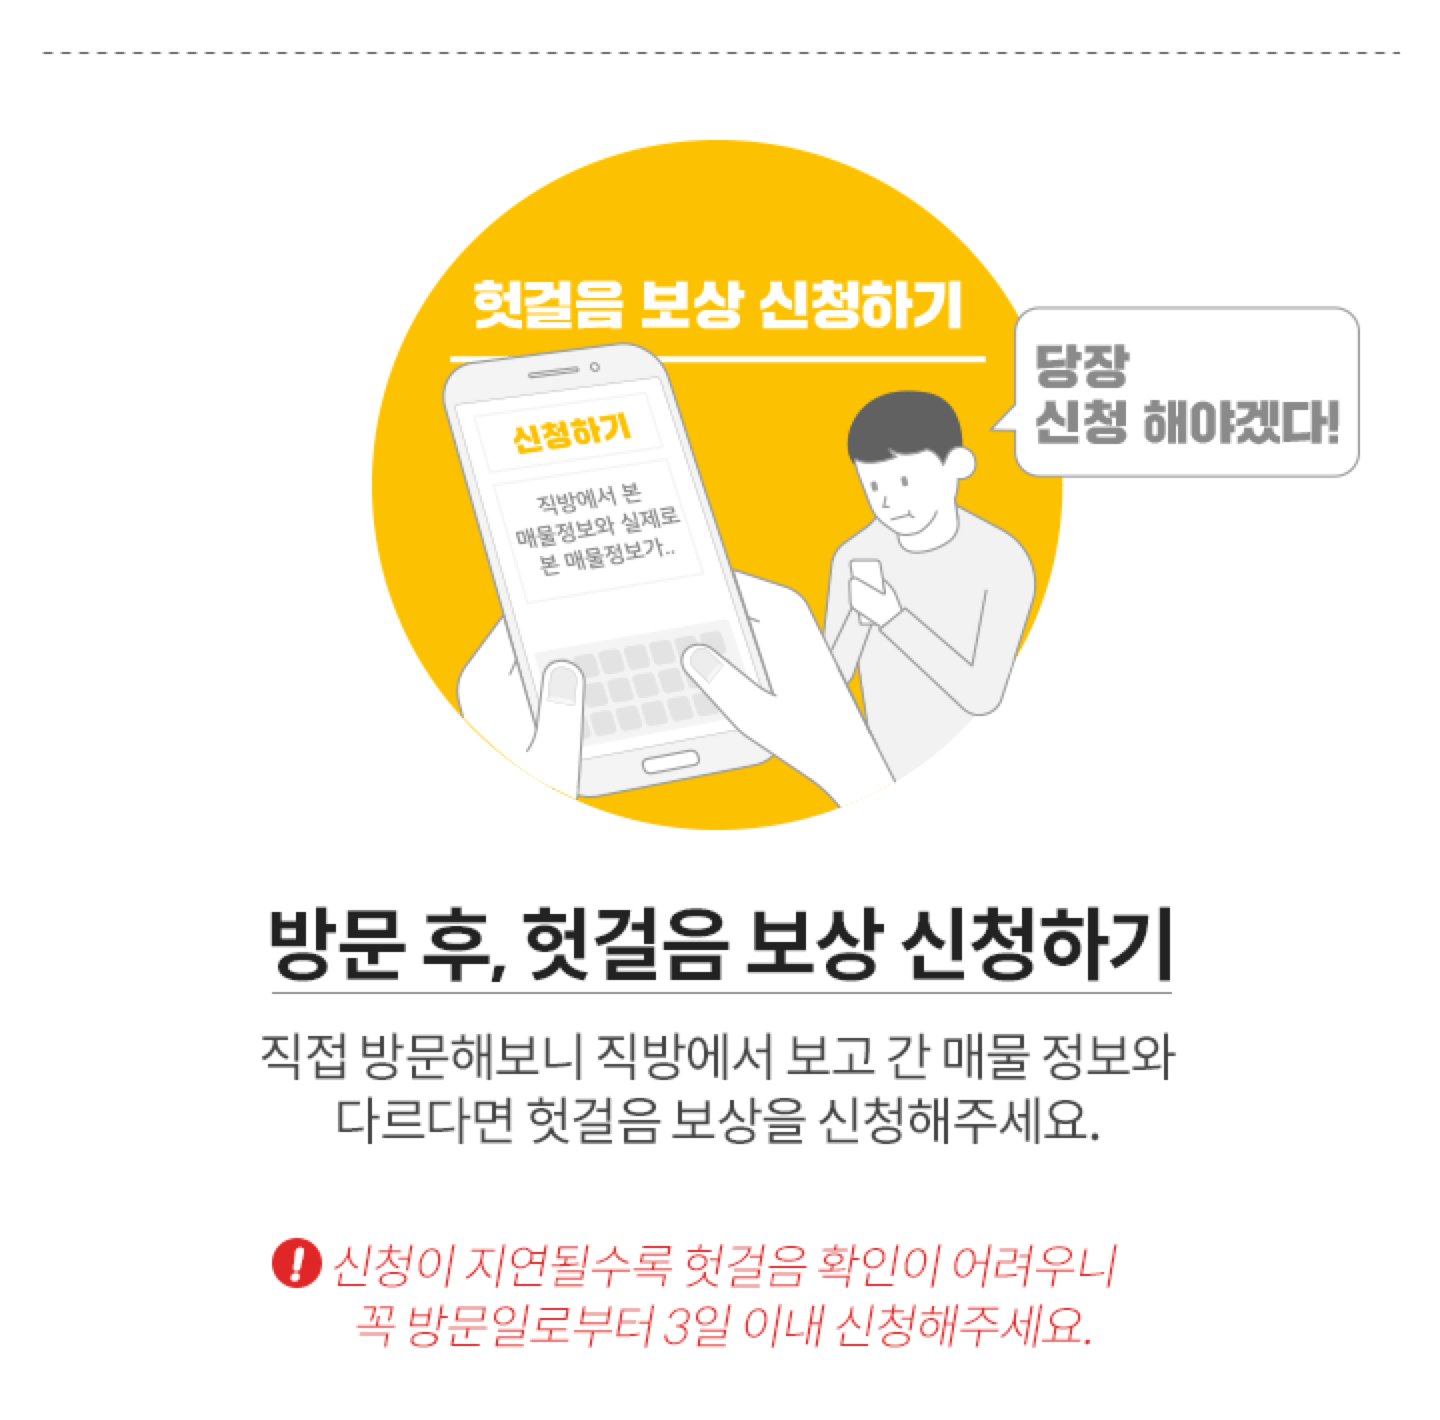 헛걸음 보상 신청하기
당장
신청 해야겠다!
신청하기
직방에서 본
매물정보와 실제로
본 매물정보가..
방문 후, 헛걸음 보상 신청하기
직접 방문해보니 직방에서 보고 간 매물 정보와
다르다면 헛걸음 보상을 신청해주세요.
! 신청이 지연될수록 헛걸음 확인이 어려우니
꼭 방문일로부터 3일 이내 신청해주세요.